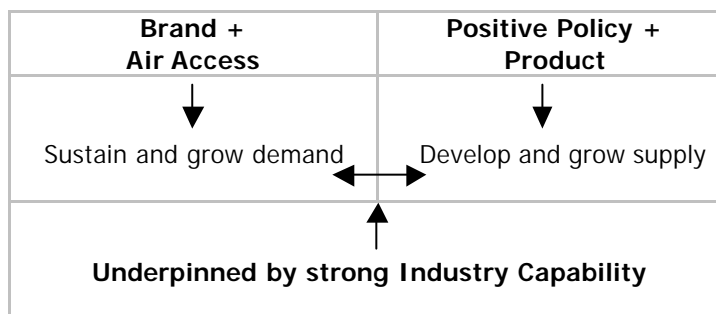 Brand +
Air Access
Positive Policy +
Product
Sustain and grow demand
Develop and grow supply
Underpinned by strong Industry Capability